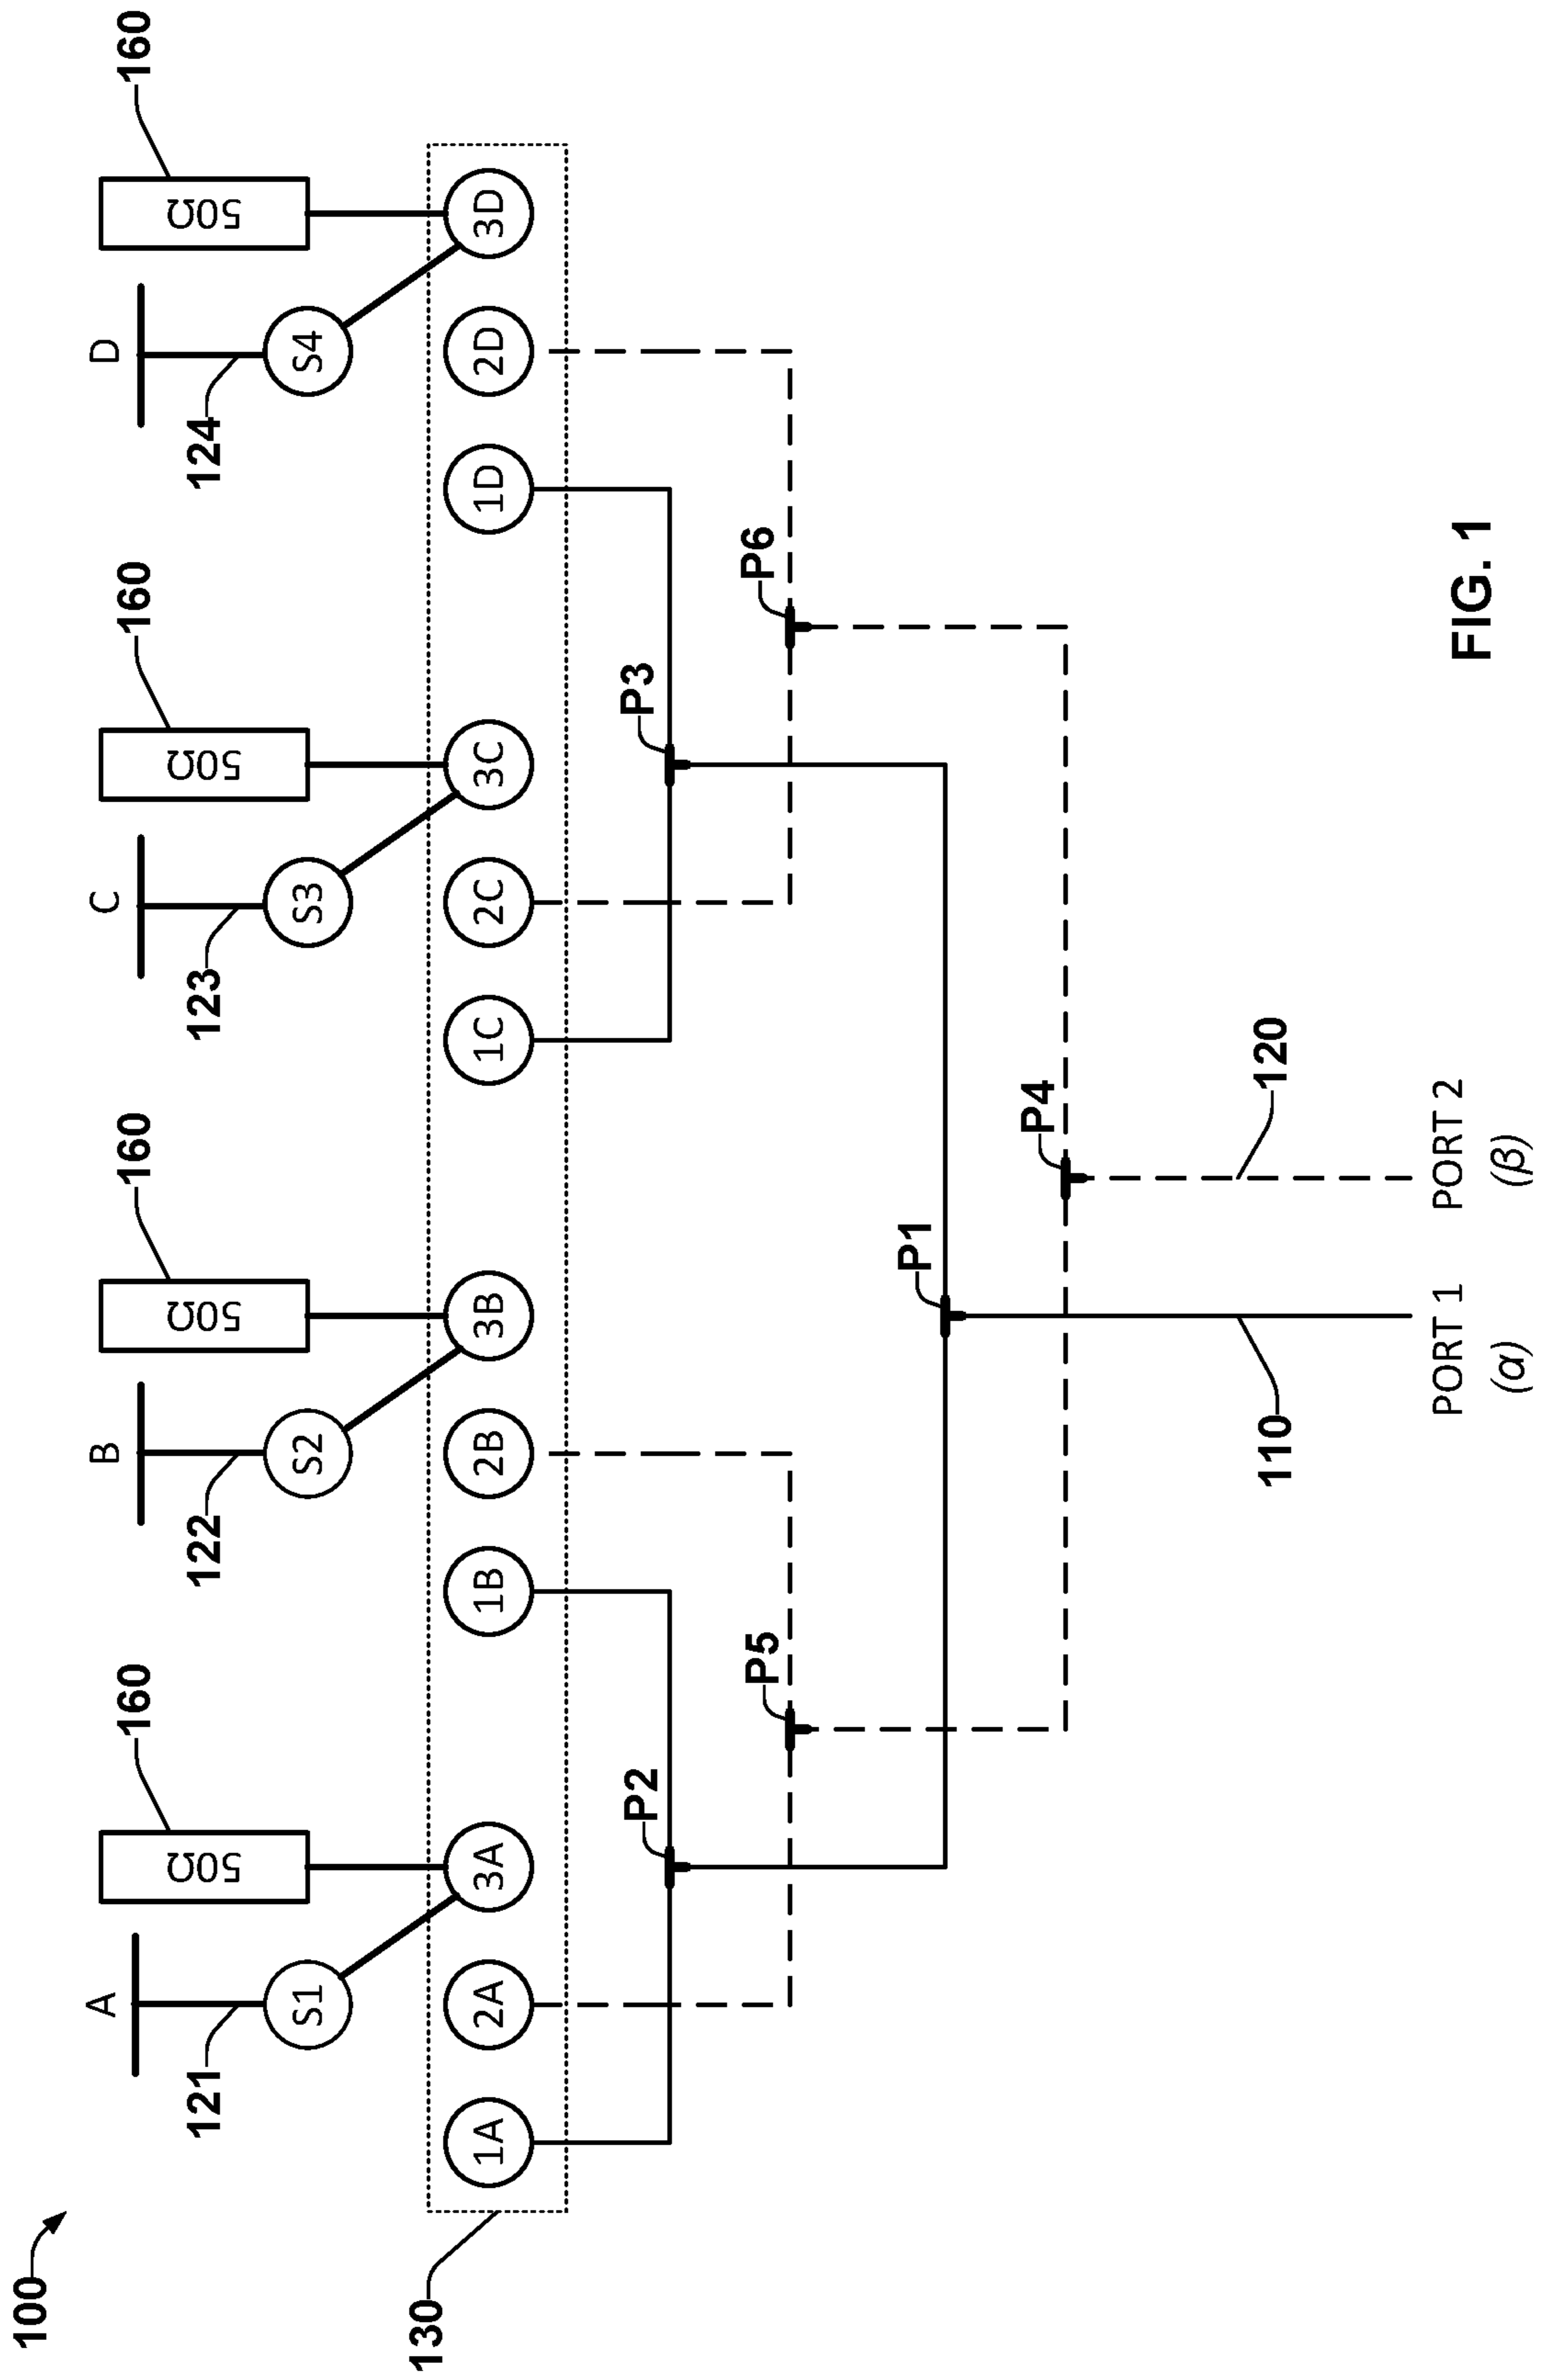 100
A
B
C
D
160
160
160
160
121
122
123
124
50Ω
50Ω
50Ω
50Ω
S1
S2
S3
S4
130
1A
2A
3A
1B
2B
3B
1C
2C
3C
1D
2D
3D
P2
P3
P5
P6
P1
P4
110
120
PORT 1
(α)
PORT 2
(β)
FIG. 1